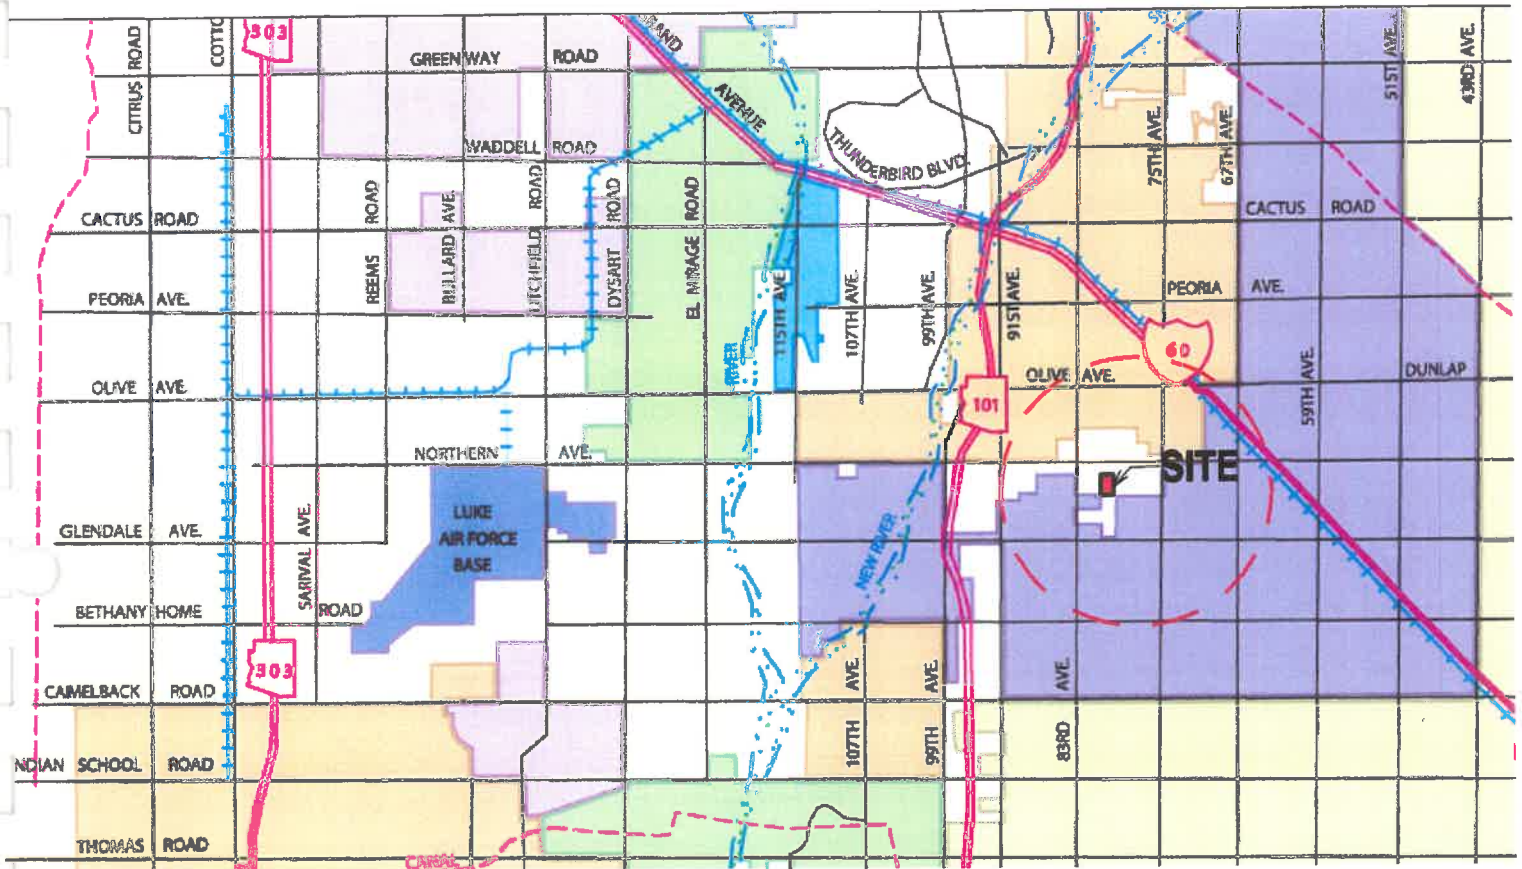 CITRUS ROAD
COTTO
303
GREENWAY ROAD
GRAND
AVENUE
51ST AVE.
43RD AVE.
WADDELL ROAD
THUNDERBIRD BLVD.
75TH AVE.
67TH AVE.
CACTUS ROAD
REEMS
ROAD
BULLARD AVE.
LITCHFIELD
ROAD
DYSART
ROAD
EL MIRAGE ROAD
CACTUS ROAD
PEORIA AVE.
115TH AVE.
107TH AVE.
99TH AVE.
91ST AVE.
PEORIA AVE.
60
OLIVE AVE.
RIVER
OLIVE AVE.
59TH AVE.
DUNLAP
101
NORTHERN AVE.
SITE
GLENDALE AVE.
SARIVAL AVE.
LUKE
AIR FORCE
BASE
NEW RIVER
BETHANY HOME ROAD
303
CAMELBACK ROAD
107TH AVE.
99TH AVE.
83RD AVE.
NDIAN SCHOOL ROAD
THOMAS ROAD
CANAL